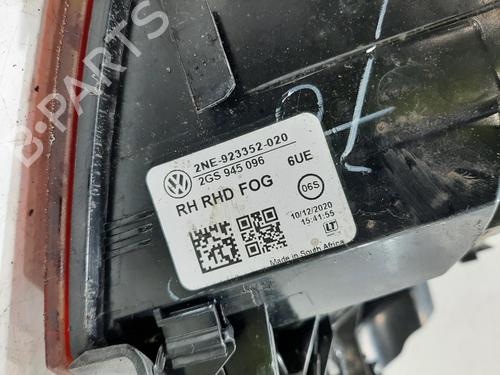 B-PARTS
2NE-923352-020
2GS 945 096 6UE
RH RHD FOG
06S
10/12/2020
15:41:55
LT
Made in South Africa